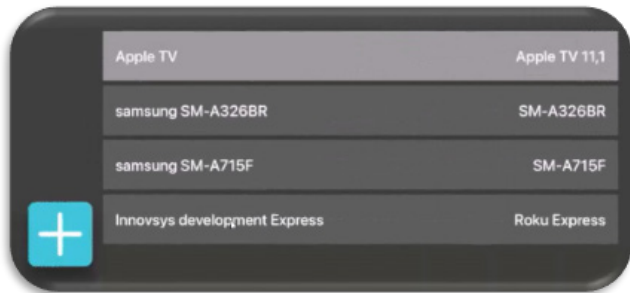 Apple TV Apple TV 11,1
samsung SM-A326BR SM-A326BR
samsung SM-A715F SM-A715F
Innovsys development Express Roku Express